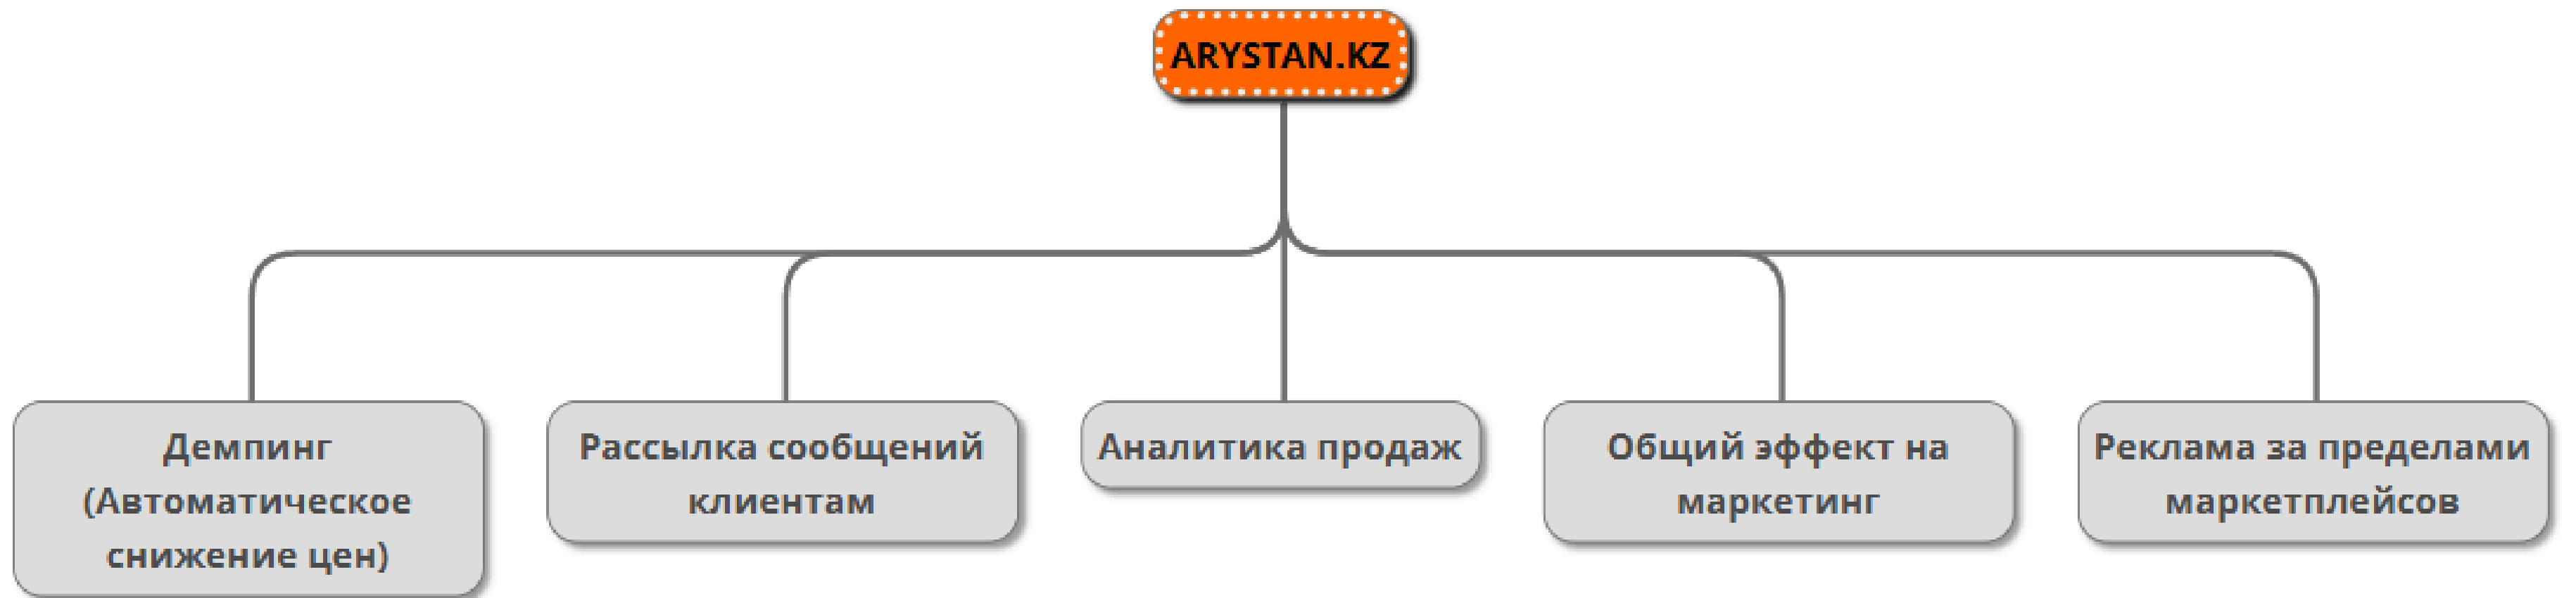 ARYSTAN.KZ
Демпинг
(Автоматическое
снижение цен)
Рассылка сообщений
клиентам
Аналитика продаж
Общий эффект на
маркетинг
Реклама за пределами
маркетплейсов